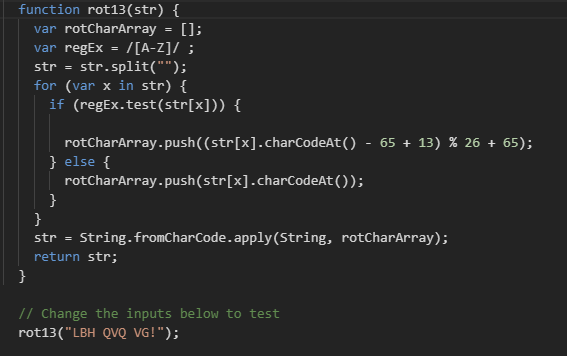 function rot13(str) {
  var rotCharArray = [];
  var regEx = /[A-Z]/ ;
  str = str.split("");
  for (var x in str) {
    if (regEx.test(str[x])) {

      rotCharArray.push((str[x].charCodeAt() - 65 + 13) % 26 + 65);
    } else {
      rotCharArray.push(str[x].charCodeAt());
    }
  }
  str = String.fromCharCode.apply(String, rotCharArray);
  return str;
}

// Change the inputs below to test
rot13("LBH QVQ VG!");